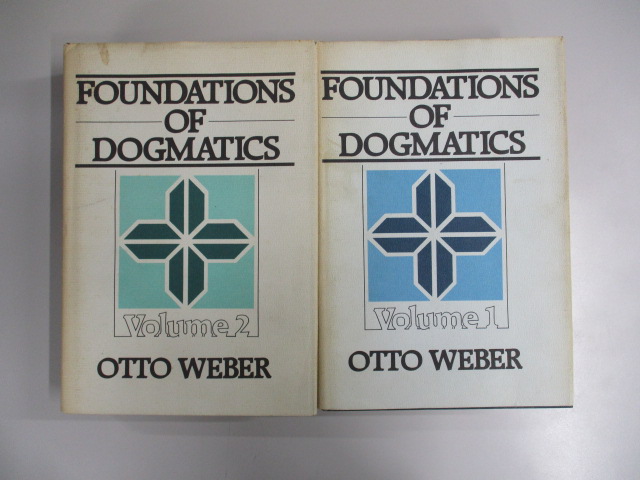 FOUNDATIONS
OF
DOGMATICS
Volume 2
OTTO WEBER
FOUNDATIONS
OF
DOGMATICS
Volume 1
OTTO WEBER